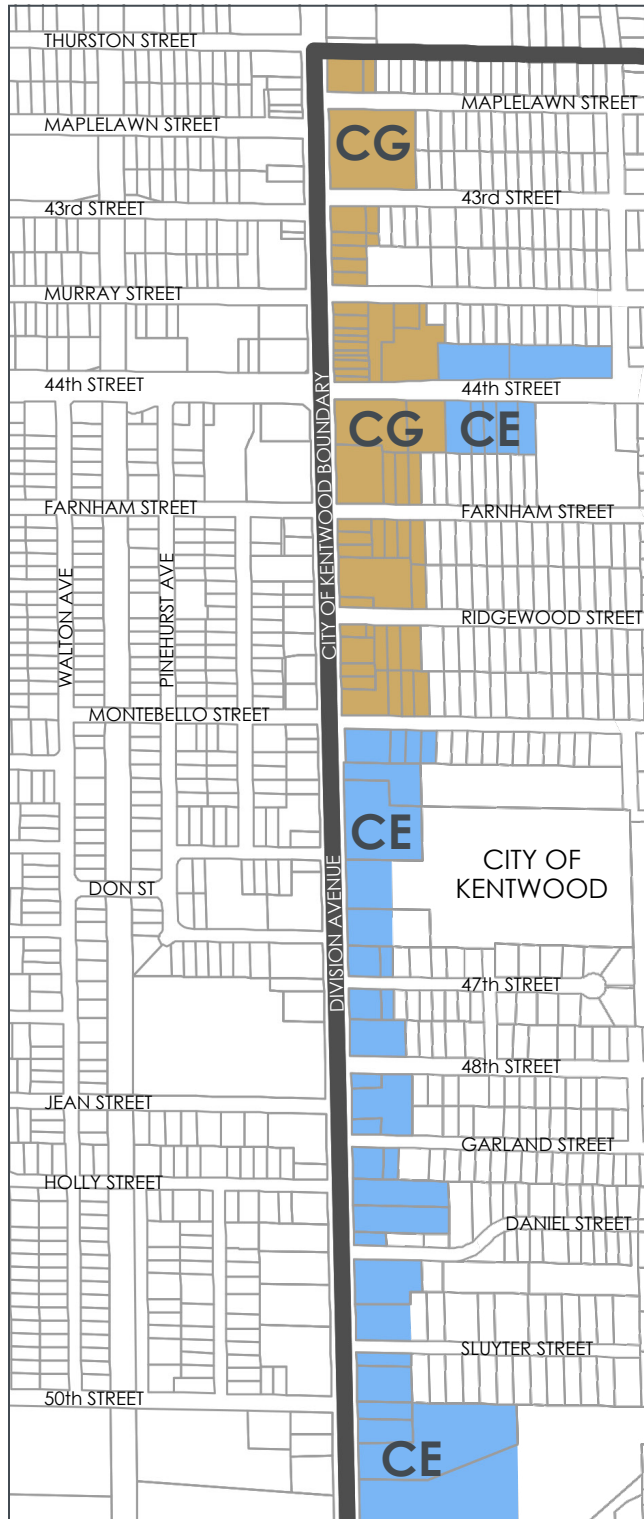 THURSTON STREET
MAPLELAWN STREET
MAPLELAWN STREET
CG
43rd STREET
43rd STREET
MURRAY STREET
44th STREET
44th STREET
CG
CE
FARNHAM STREET
FARNHAM STREET
CITY OF KENTWOOD BOUNDARY
WALTON AVE
PINEHURST AVE
RIDGEWOOD STREET
MONTEBELLO STREET
CE
CITY OF
KENTWOOD
DON ST
DIVISION AVENUE
47th STREET
48th STREET
JEAN STREET
GARLAND STREET
HOLLY STREET
DANIEL STREET
SLUYTER STREET
50th STREET
CE